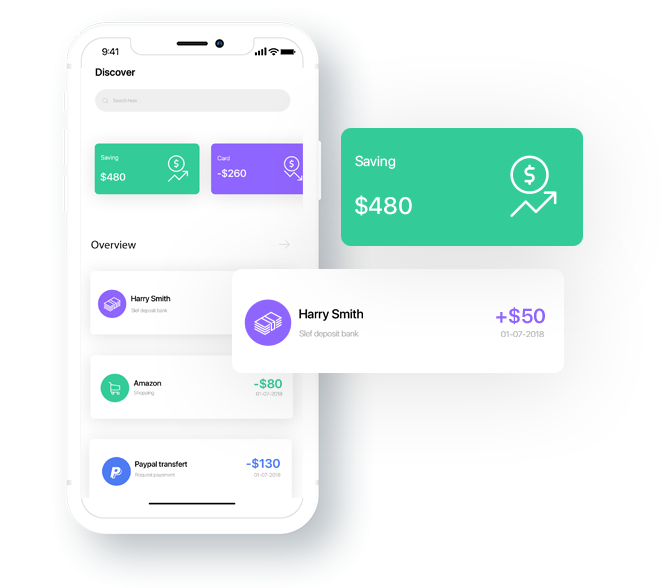 9:41
Discover
Search here
Saving
$480
Card
-$260
Overview
Harry Smith
Slef deposit bank
Amazon
Shopping
-$80
01-07-2018
Paypal transfert
Request payement
-$130
31-07-2018
Saving
$480
Harry Smith
Slef deposit bank
+$50
01-07-2018